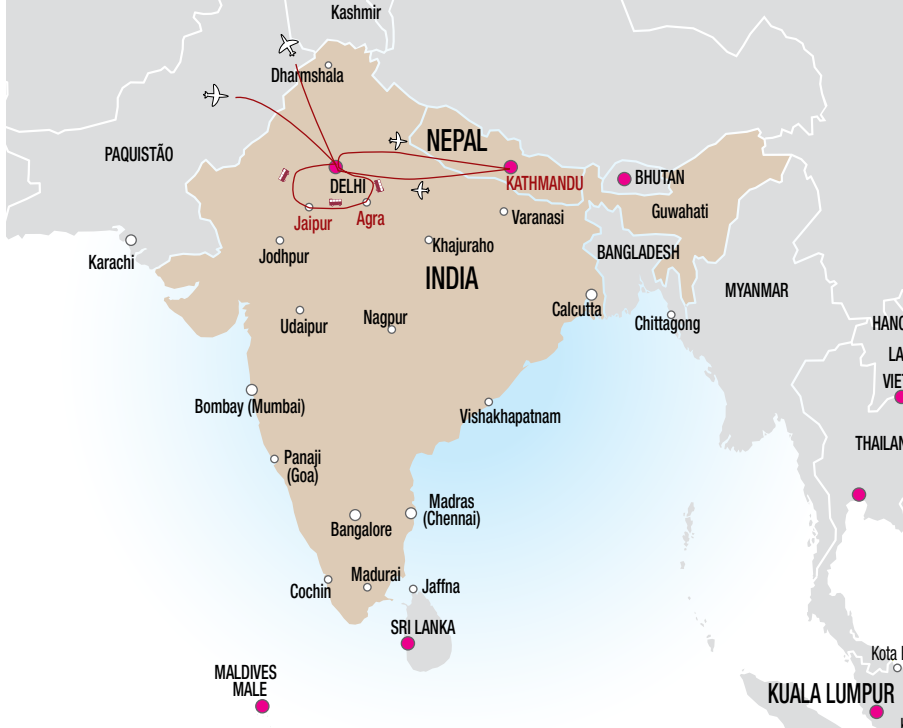 Kashmir
Dharmshala
PAQUISTÃO
NEPAL
DELHI
KATHMANDU
BHUTAN
Jaipur
Agra
Varanasi
Guwahati
Karachi
Jodhpur
Khajuraho
BANGLADESH
INDIA
MYANMAR
Calcutta
Udaipur
Nagpur
Chittagong
HANO
LA
VIET
Bombay (Mumbai)
Vishakhapatnam
THAILAN
Panaji
(Goa)
Madras
(Chennai)
Bangalore
Madurai
Cochin
Jaffna
SRI LANKA
Kota
MALDIVES
MALE
KUALA LUMPUR